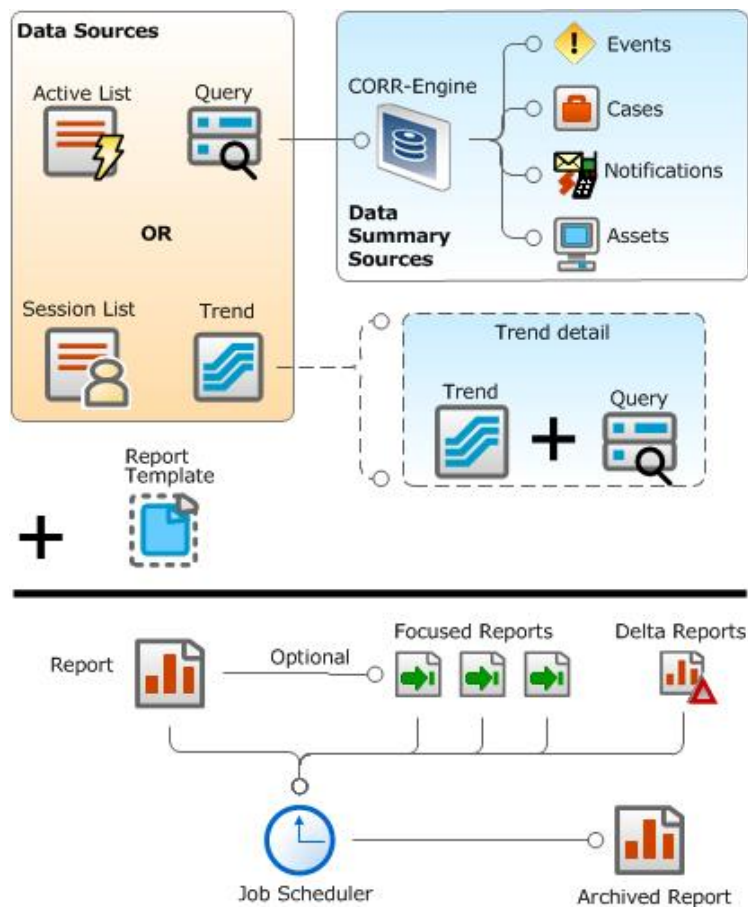 Data Sources
Active List
Query
OR
Session List
Trend
CORR-Engine
Data
Summary
Sources
Events
Cases
Notifications
Assets
Trend detail
Trend
Query
Report
Template
Report
Optional
Focused Reports
Delta Reports
Job Scheduler
Archived Report